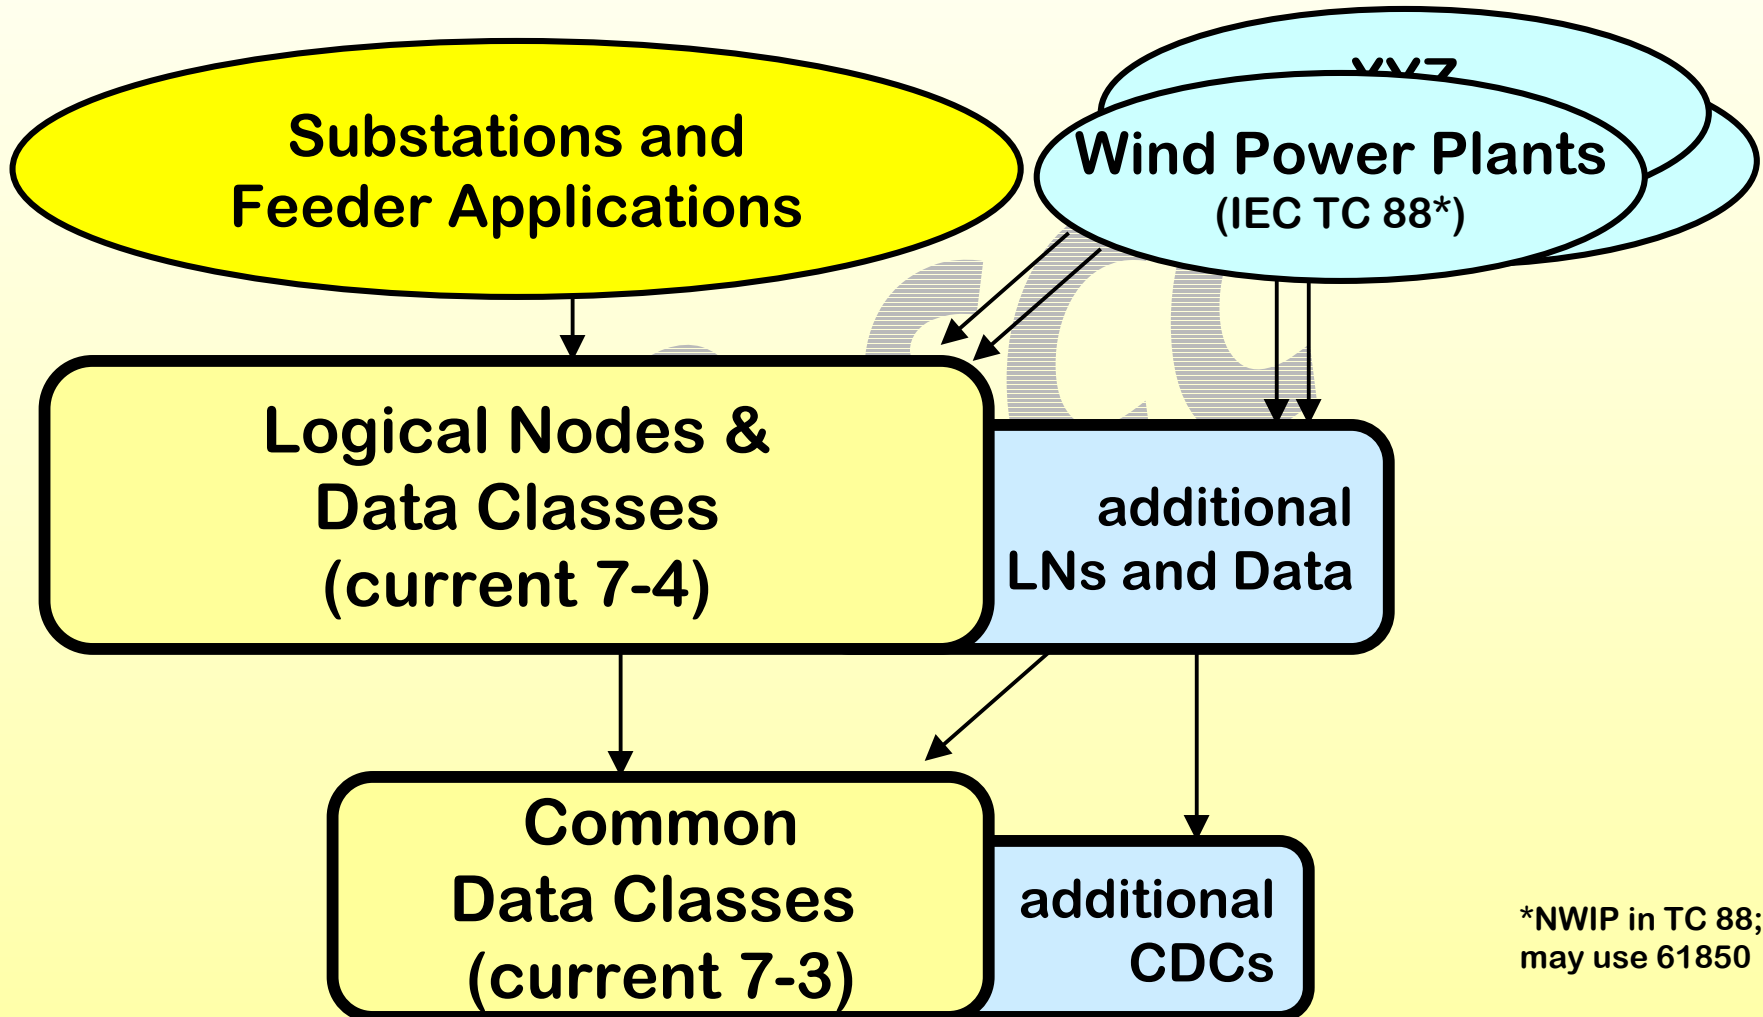 XYZ
Substations and
Feeder Applications
Wind Power Plants
(IEC TC 88*)
Logical Nodes &
Data Classes
(current 7-4)
additional
LNs and Data
Common
Data Classes
(current 7-3)
additional
CDCs
*NWIP in TC 88;
may use 61850